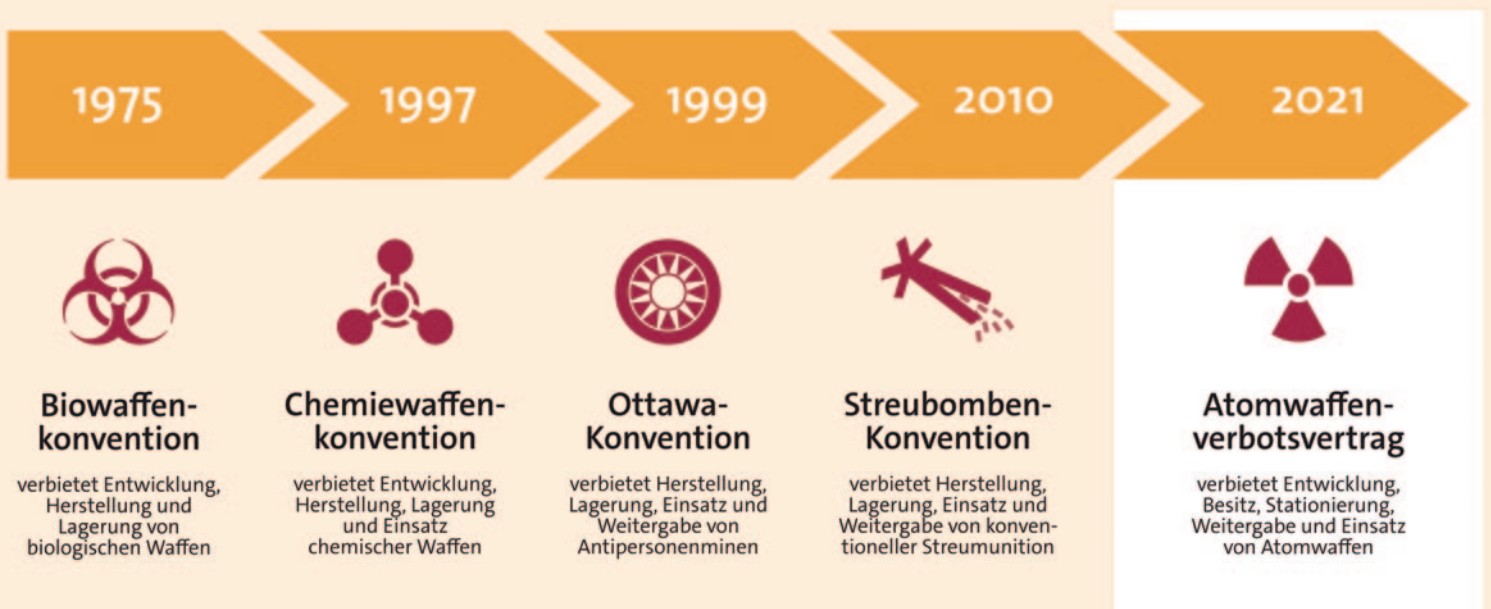 1975
1997
1999
2010
2021
Biowaffen-
konvention
verbietet Entwicklung,
Herstellung und
Lagerung von
biologischen Waffen
Chemiewaffen-
konvention
verbietet Entwicklung,
Herstellung, Lagerung
und Einsatz
chemischer Waffen
Ottawa-
Konvention
verbietet Herstellung,
Lagerung, Einsatz und
Weitergabe von
Antipersonenminen
Streubomben-
Konvention
verbietet Herstellung,
Lagerung, Einsatz und
Weitergabe von konven-
tioneller Streumunition
Atomwaffen-
verbotsvertrag
verbietet Entwicklung,
Besitz, Stationierung,
Weitergabe und Einsatz
von Atomwaffen